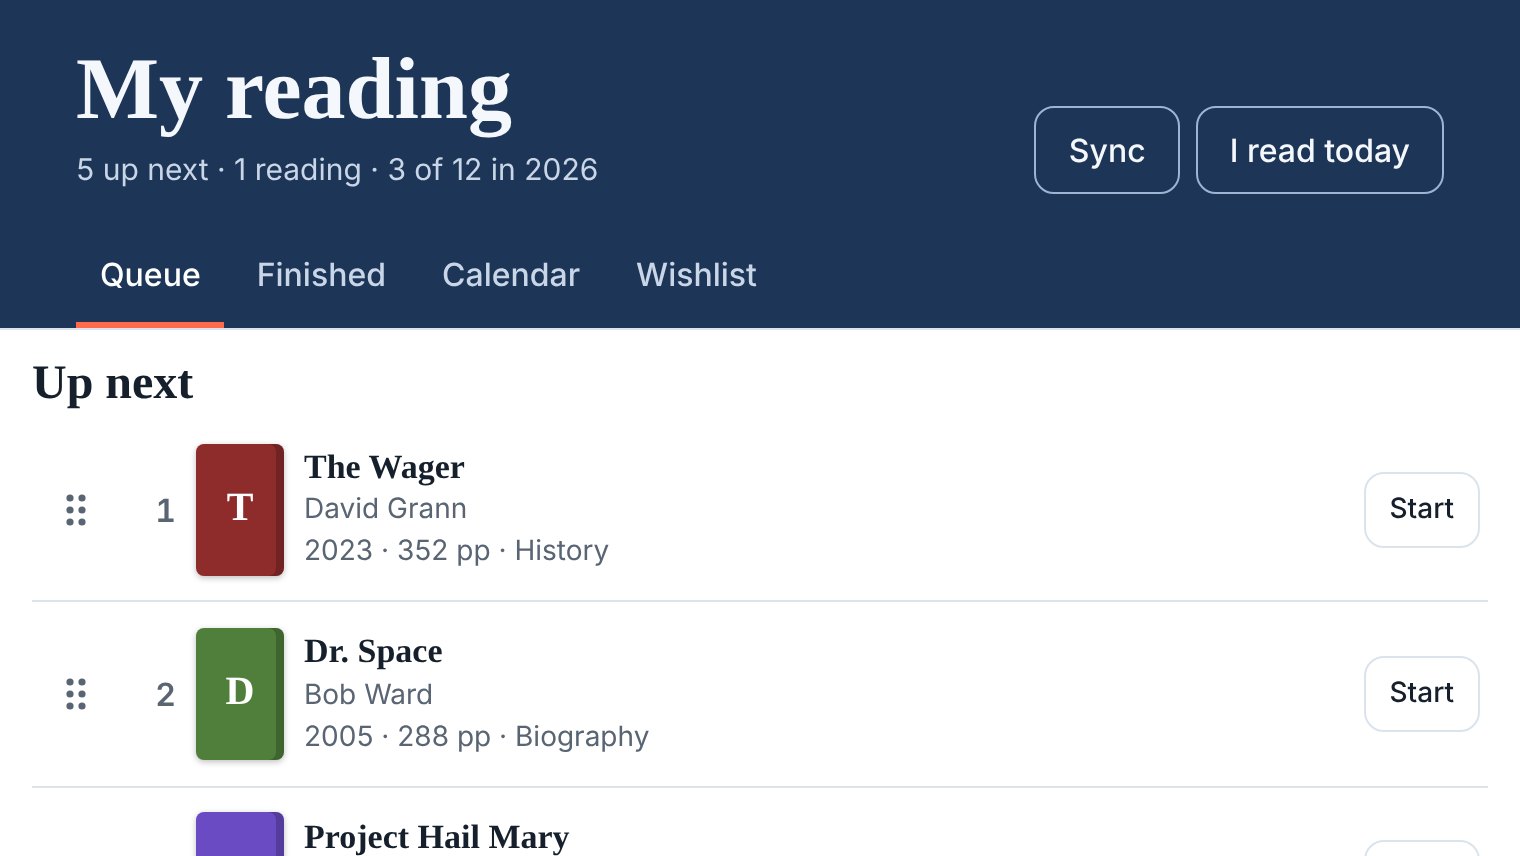 My reading
5 up next · 1 reading · 3 of 12 in 2026
Sync
I read today
Queue
Finished
Calendar
Wishlist
Up next
1
T
The Wager
David Grann
2023 · 352 pp · History
Start
2
D
Dr. Space
Bob Ward
2005 · 288 pp · Biography
Start
Project Hail Mary